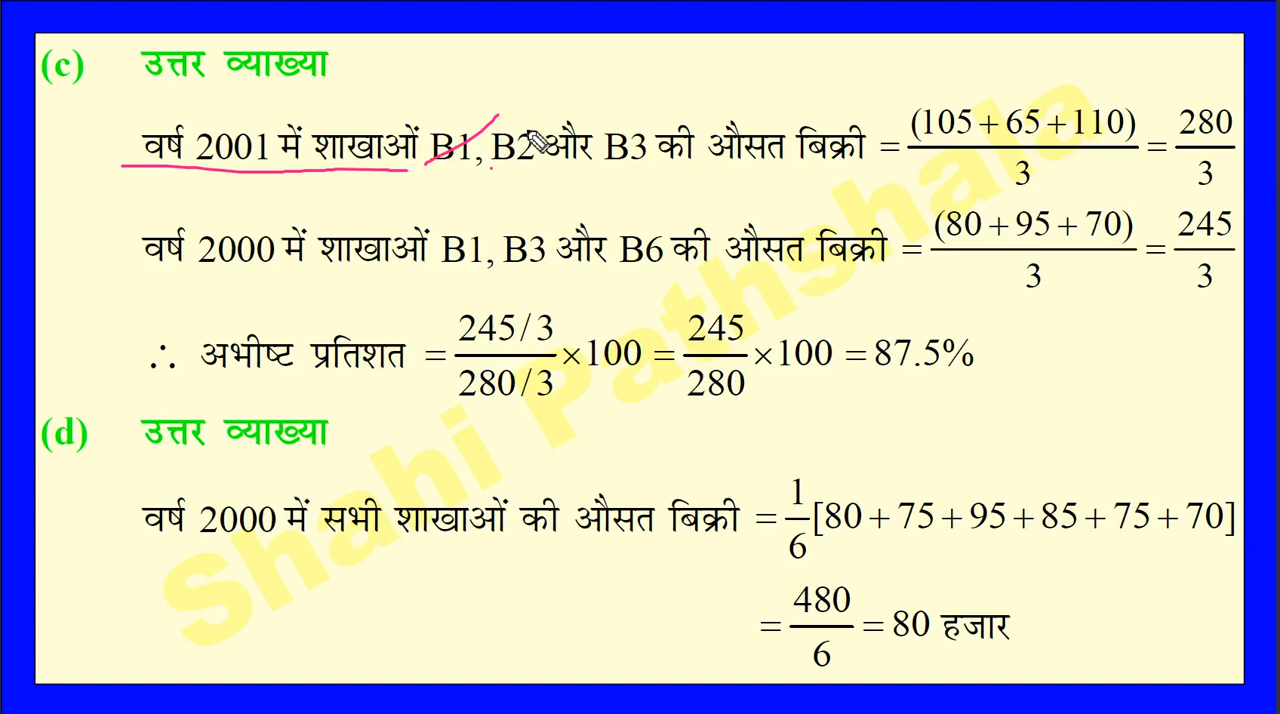 (c) उत्तर व्याख्या
वर्ष 2001 में शाखाओं B1, B2 और B3 की औसत बिक्री = (105 + 65 + 110) / 3 = 280 / 3
वर्ष 2000 में शाखाओं B1, B3 और B6 की औसत बिक्री = (80 + 95 + 70) / 3 = 245 / 3
∴ अभीष्ट प्रतिशत = (245/3) / (280/3) × 100 = 245 / 280 × 100 = 87.5%
(d) उत्तर व्याख्या
वर्ष 2000 में सभी शाखाओं की औसत बिक्री = 1/6 [80 + 75 + 95 + 85 + 75 + 70]
= 480 / 6 = 80 हजार
Shahi Pathshala